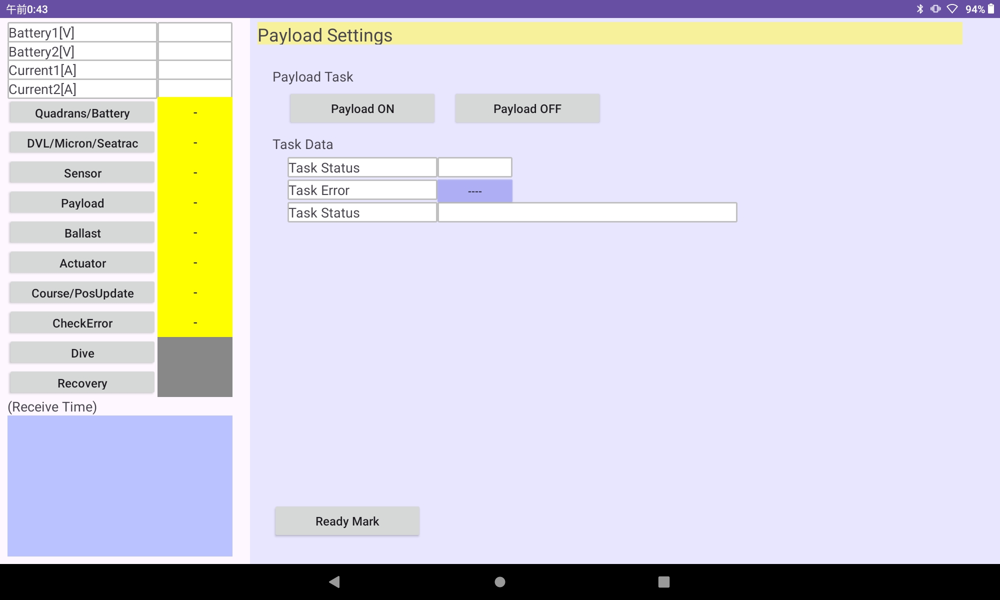 午前0:43
94%
Battery1[V]
Battery2[V]
Current1[A]
Current2[A]
Quadrans/Battery -
DVL/Micron/Seatrac -
Sensor -
Payload -
Ballast -
Actuator -
Course/PosUpdate -
CheckError -
Dive
Recovery
(Receive Time)
Payload Settings
Payload Task
Payload ON Payload OFF
Task Data
Task Status
Task Error ----
Task Status
Ready Mark